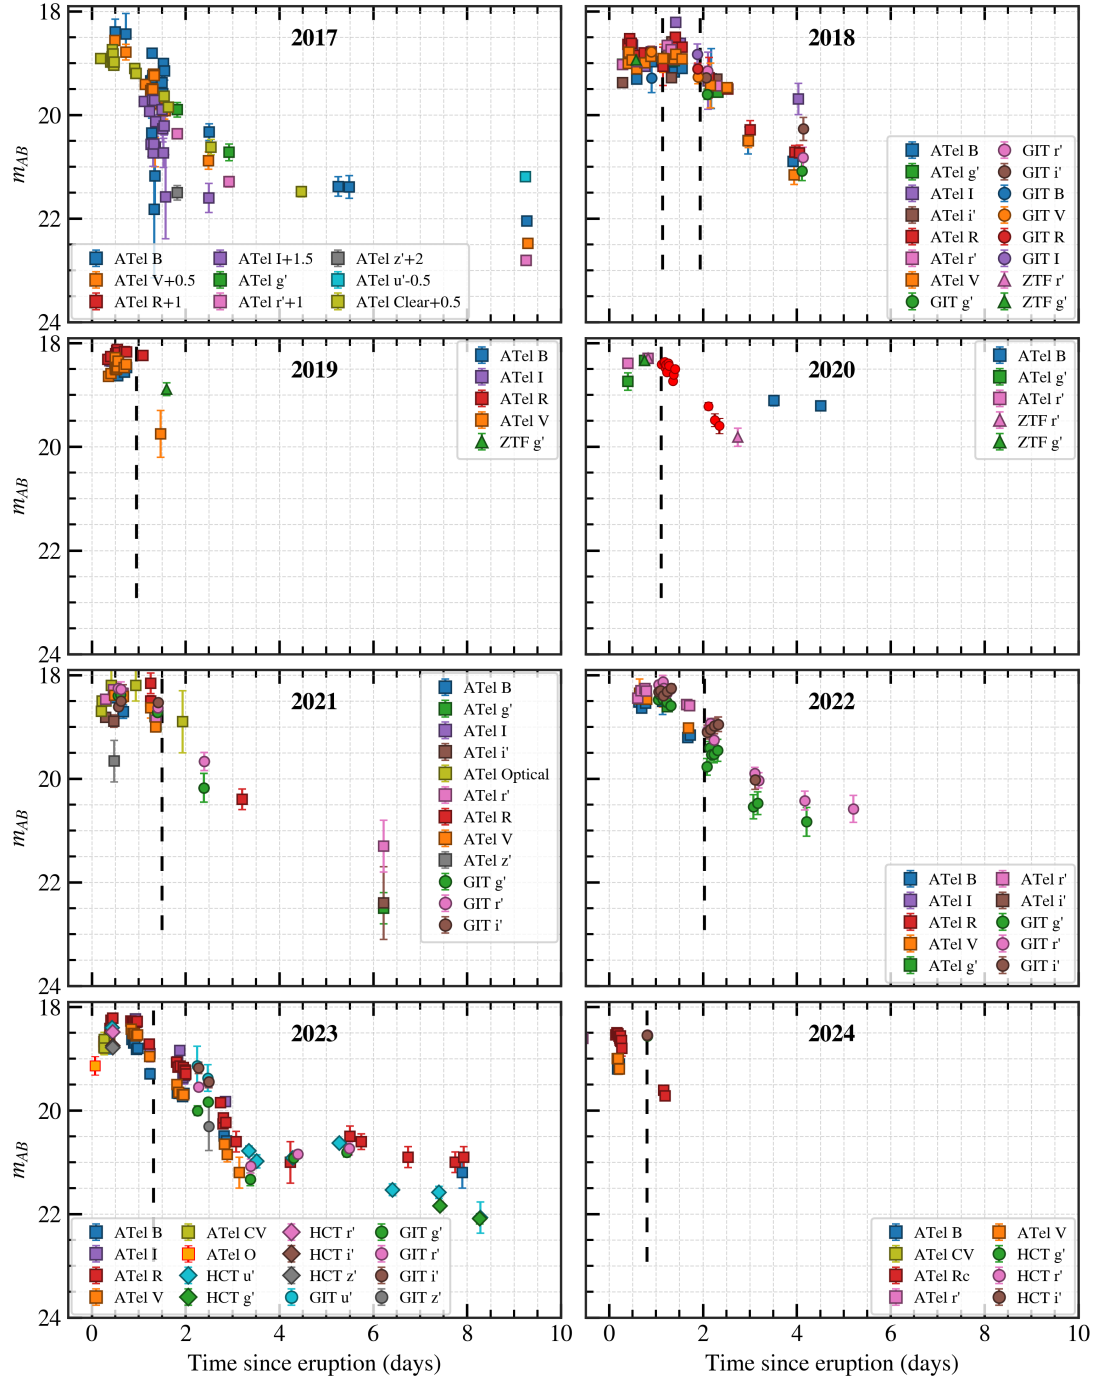 2017
18
20
22
24
m_AB
ATel B
ATel V+0.5
ATel R+1
ATel I+1.5
ATel g'
ATel r'+1
ATel z'+2
ATel u'-0.5
ATel Clear+0.5
2018
ATel B
ATel g'
ATel I
ATel i'
ATel R
ATel r'
ATel V
GIT g'
GIT r'
GIT i'
GIT B
GIT V
GIT R
GIT I
ZTF r'
ZTF g'
2019
18
20
22
24
m_AB
ATel B
ATel I
ATel R
ATel V
ZTF g'
2020
ATel B
ATel g'
ATel r'
ZTF r'
ZTF g'
2021
18
20
22
24
m_AB
ATel B
ATel g'
ATel I
ATel i'
ATel Optical
ATel r'
ATel R
ATel V
ATel z'
GIT g'
GIT r'
GIT i'
2022
ATel B
ATel I
ATel R
ATel V
ATel g'
ATel r'
ATel i'
GIT g'
GIT r'
GIT i'
2023
18
20
22
24
m_AB
ATel B
ATel I
ATel R
ATel V
ATel CV
ATel O
HCT u'
HCT g'
HCT r'
HCT i'
HCT z'
GIT u'
GIT g'
GIT r'
GIT i'
GIT z'
0 2 4 6 8 10
Time since eruption (days)
2024
ATel B
ATel CV
ATel Rc
ATel r'
ATel V
HCT g'
HCT r'
HCT i'
0 2 4 6 8 10
Time since eruption (days)